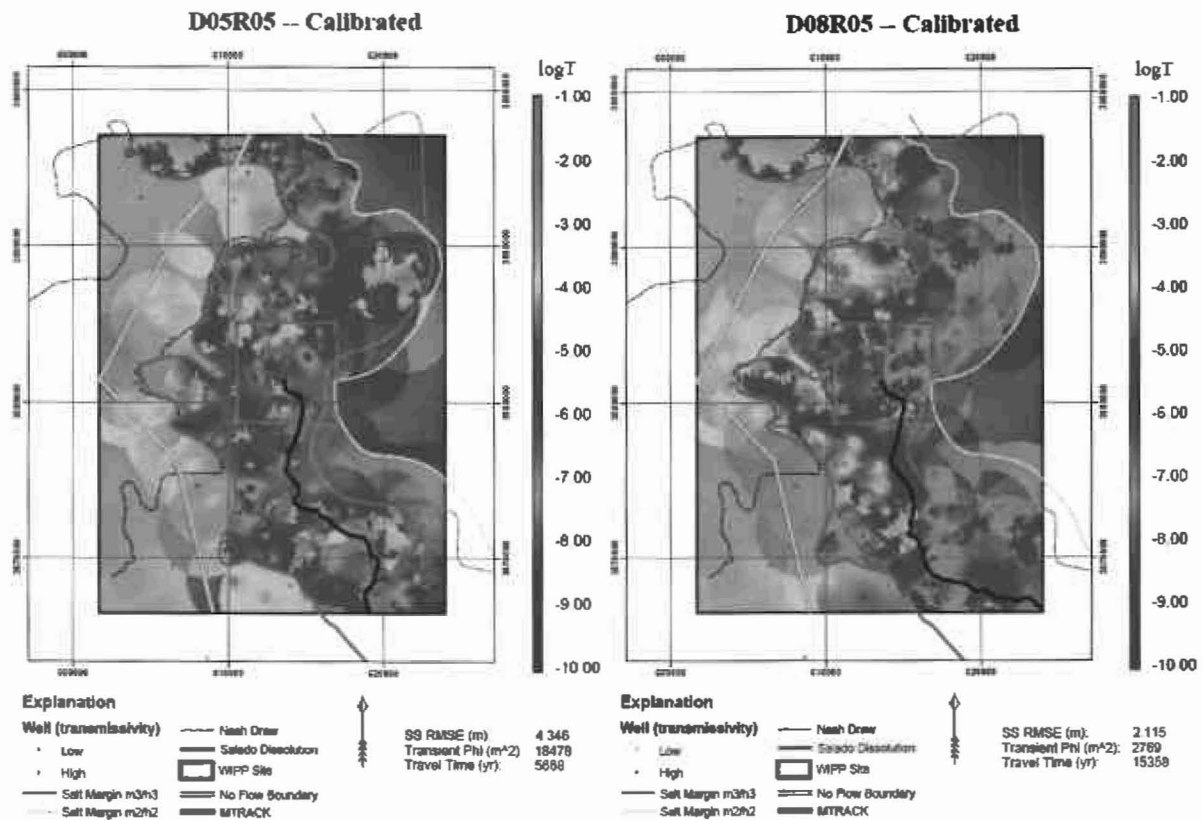 D05R05 -- Calibrated
logT
-1.00
-2.00
-3.00
-4.00
-5.00
-6.00
-7.00
-8.00
-9.00
-10.00
Explanation
Well (transmissivity)
Low
High
Salt Margin m3/h3
Salt Margin m2/h2
Nash Draw
Salado Dissolution
WIPP Site
No Flow Boundary
MTRACK
SS RMSE (m): 4.346
Transient Phi (m^2) 18478
Travel Time (yr):
D08R05 -- Calibrated
logT
-1.00
-2.00
-3.00
-4.00
-5.00
-6.00
-7.00
-8.00
-9.00
-10.00
Explanation
Well (transmissivity)
Low
High
Salt Margin m3/h3
Salt Margin m2/h2
Nash Draw
Salado Dissolution
WIPP Site
No Flow Boundary
MTRACK
SS RMSE (m): 2.115
Transient Phi (m^2): 2769
Travel Time (yr): 15358